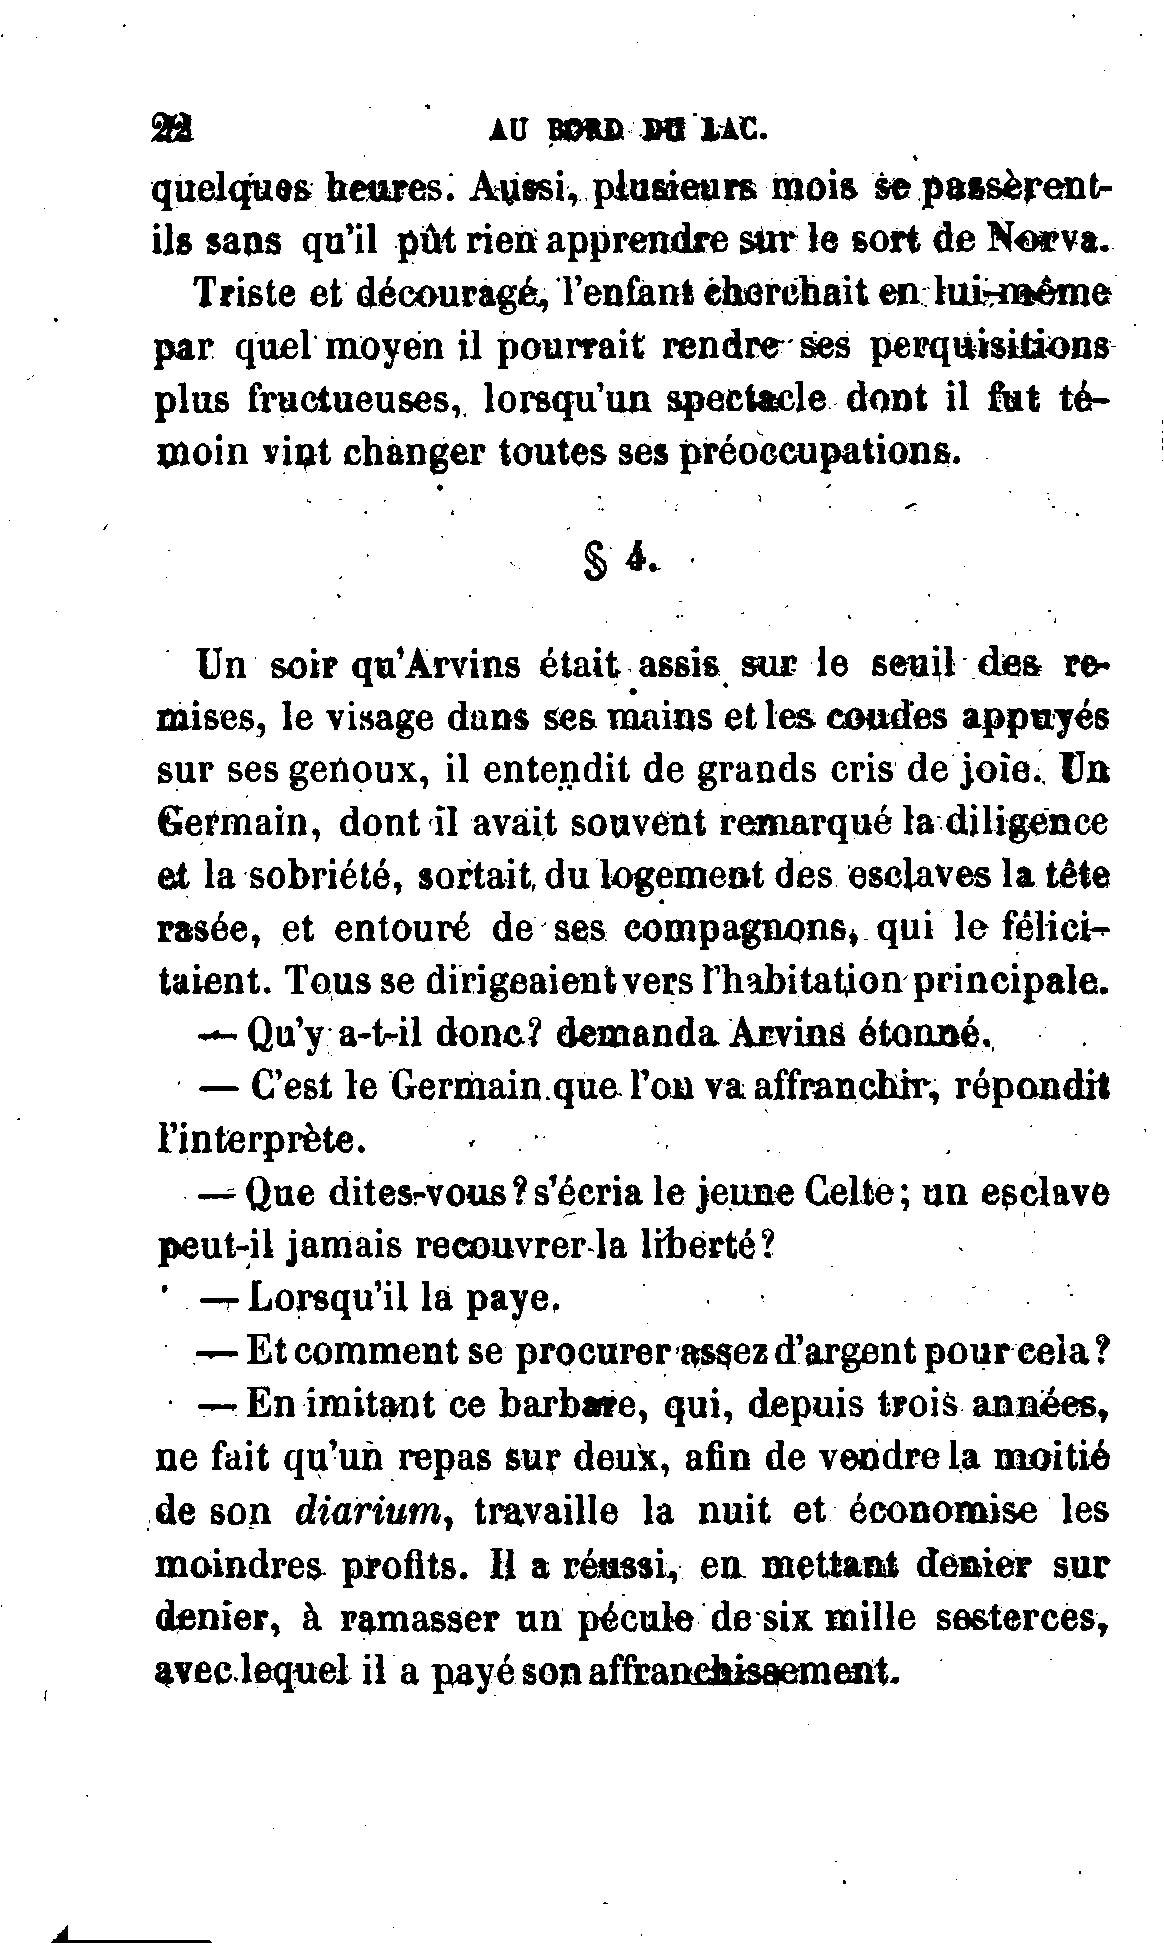 22 AU BORD DU LAC.
quelques heures. Aussi, plusieurs mois se passèrent-
ils sans qu'il pût rien apprendre sur le sort de Norva.
Triste et découragé, l'enfant cherchait en lui-même
par quel moyen il pourrait rendre ses perquisitions
plus fructueuses, lorsqu'un spectacle dont il fut té-
moin vint changer toutes ses préoccupations.
§ 4.
Un soir qu'Arvins était assis sur le seuil des re-
mises, le visage dans ses mains et les coudes appuyés
sur ses genoux, il entendit de grands cris de joie. Un
Germain, dont il avait souvent remarqué la diligence
et la sobriété, sortait du logement des esclaves la tête
rasée, et entouré de ses compagnons, qui le félici-
taient. Tous se dirigeaient vers l'habitation principale.
— Qu'y a-t-il donc? demanda Arvins étonné.
— C'est le Germain que l'on va affranchir, répondit
l'interprète.
— Que dites-vous? s'écria le jeune Celte; un esclave
peut-il jamais recouvrer la liberté?
— Lorsqu'il la paye.
— Et comment se procurer assez d'argent pour cela?
— En imitant ce barbare, qui, depuis trois années,
ne fait qu'un repas sur deux, afin de vendre la moitié
de son diarium, travaille la nuit et économise les
moindres profits. Il a réussi, en mettant denier sur
denier, à ramasser un pécule de six mille sesterces,
avec lequel il a payé son affranchissement.